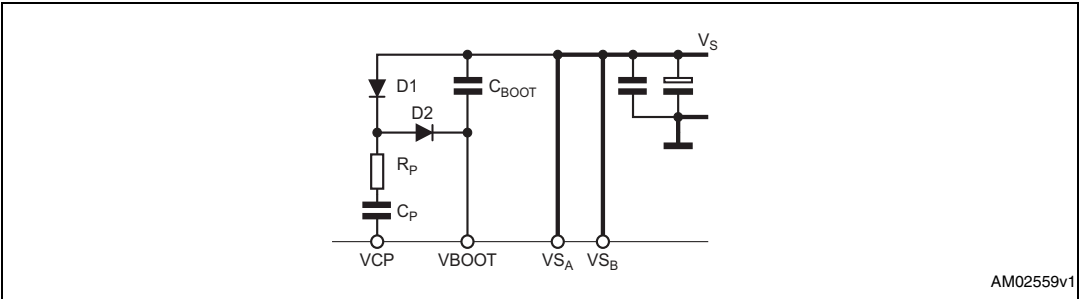 V_S
D1
C_BOOT
D2
R_P
C_P
VCP VBOOT VS_A VS_B
AM02559v1